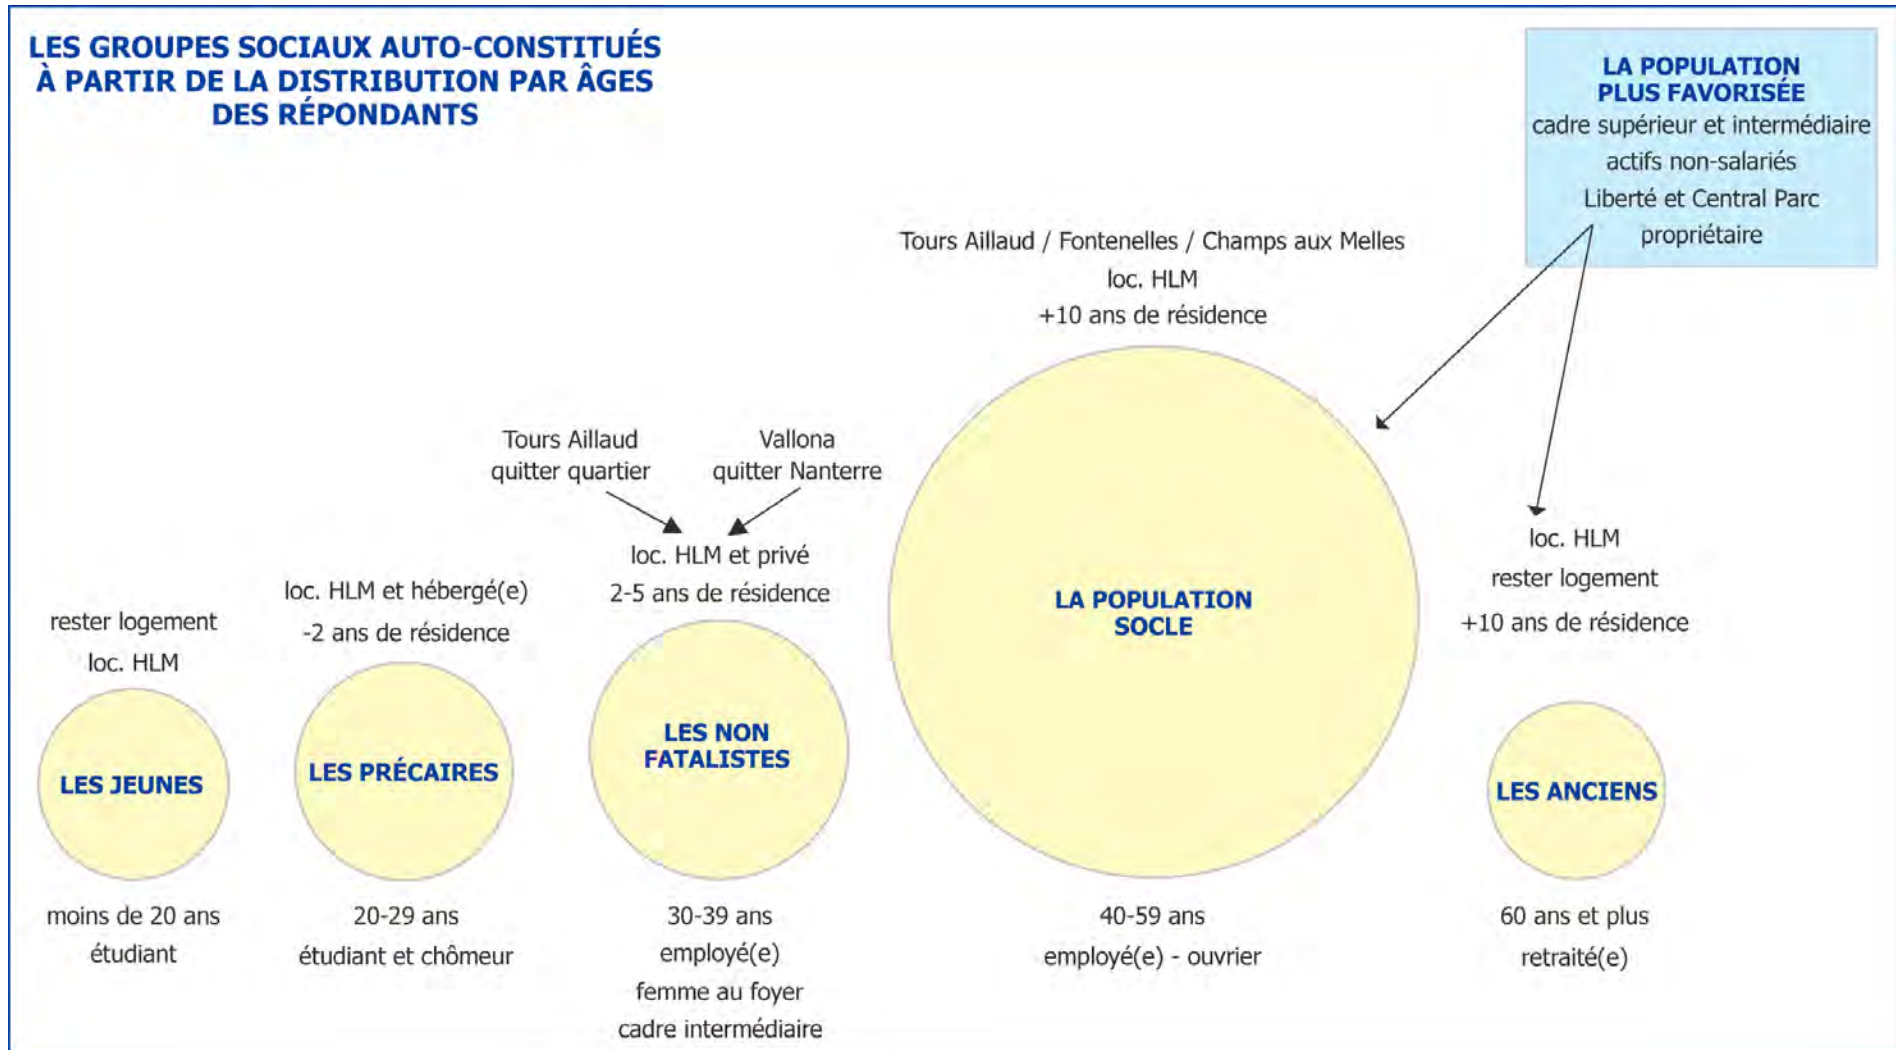 LES GROUPES SOCIAUX AUTO-CONSTITUÉS
À PARTIR DE LA DISTRIBUTION PAR ÂGES
DES RÉPONDANTS
LA POPULATION
PLUS FAVORISÉE
cadre supérieur et intermédiaire
actifs non-salariés
Liberté et Central Parc
propriétaire
rester logement
loc. HLM
LES JEUNES
moins de 20 ans
étudiant
loc. HLM et hébergé(e)
-2 ans de résidence
LES PRÉCAIRES
20-29 ans
étudiant et chômeur
Tours Aillaud
quitter quartier
Vallona
quitter Nanterre
loc. HLM et privé
2-5 ans de résidence
LES NON
FATALISTES
30-39 ans
employé(e)
femme au foyer
cadre intermédiaire
Tours Aillaud / Fontenelles / Champs aux Melles
loc. HLM
+10 ans de résidence
LA POPULATION
SOCLE
40-59 ans
employé(e) - ouvrier
loc. HLM
rester logement
+10 ans de résidence
LES ANCIENS
60 ans et plus
retraité(e)